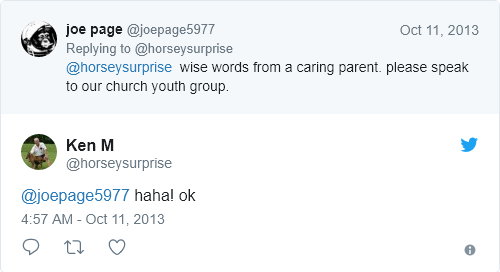 joe page @joepage5977 Oct 11, 2013
Replying to @horseysurprise
@horseysurprise wise words from a caring parent. please speak
to our church youth group.
Ken M
@horseysurprise
@joepage5977 haha! ok
4:57 AM - Oct 11, 2013